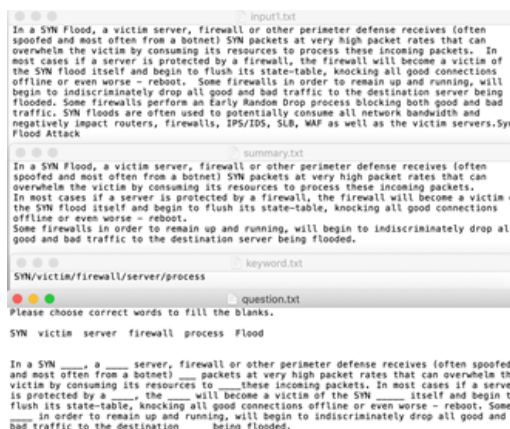 input1.txt
In a SYN Flood, a victim server, firewall or other perimeter defense receives (often
spoofed and most often from a botnet) SYN packets at very high packet rates that can
overwhelm the victim by consuming its resources to process these incoming packets. In
most cases if a server is protected by a firewall, the firewall will become a victim of
the SYN flood itself and begin to flush its state-table, knocking all good connections
offline or even worse – reboot. Some firewalls in order to remain up and running, will
begin to indiscriminately drop all good and bad traffic to the destination server being
flooded. Some firewalls perform an Early Random Drop process blocking both good and bad
traffic. SYN floods are often used to potentially consume all network bandwidth and
negatively impact routers, firewalls, IPS/IDS, SLB, WAF as well as the victim servers.Syn
Flood Attack
summary.txt
In a SYN Flood, a victim server, firewall or other perimeter defense receives (often
spoofed and most often from a botnet) SYN packets at very high packet rates that can
overwhelm the victim by consuming its resources to process these incoming packets.
In most cases if a server is protected by a firewall, the firewall will become a victim
the SYN flood itself and begin to flush its state-table, knocking all good connections
offline or even worse – reboot.
Some firewalls in order to remain up and running, will begin to indiscriminately drop al
good and bad traffic to the destination server being flooded.
keyword.txt
SYN/victim/firewall/server/process
question.txt
Please choose correct words to fill the blanks.
SYN victim server firewall process Flood
In a SYN ____, a ____ server, firewall or other perimeter defense receives (often spoofed
and most often from a botnet) ___ packets at very high packet rates that can overwhelm th
victim by consuming its resources to ____these incoming packets. In most cases if a serve
is protected by a ____, the ____ will become a victim of the SYN _____ itself and begin t
flush its state-table, knocking all good connections offline or even worse – reboot. Some
____ in order to remain up and running, will begin to indiscriminately drop all good and
bad traffic to the destination ____ being flooded.